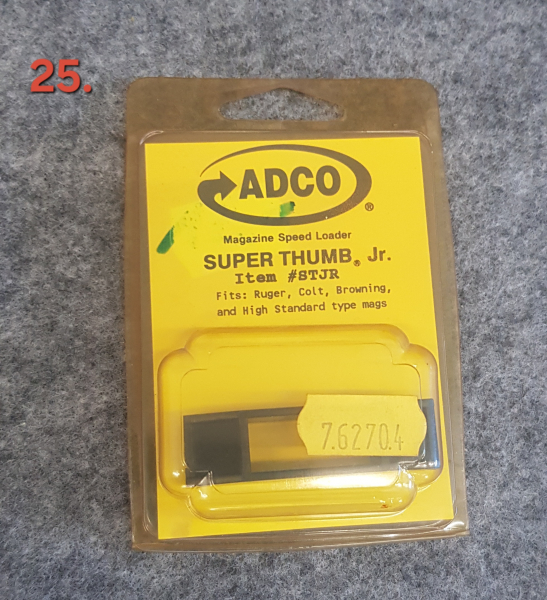 25.
ADCO
®
Magazine Speed Loader
SUPER THUMB® Jr.
Item #STJR
Fits: Ruger, Colt, Browning,
and High Standard type mags
7.6270.4